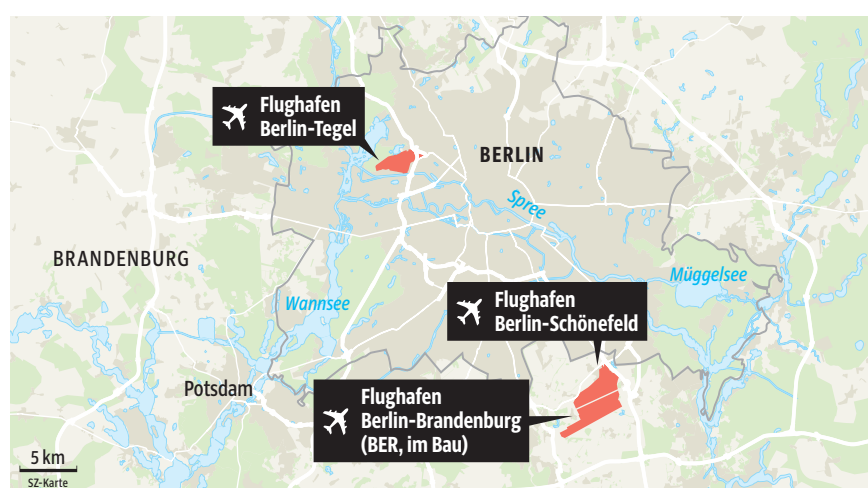 Flughafen
Berlin-Tegel
BERLIN
Spree
BRANDENBURG
Müggelsee
Wannsee
Flughafen
Berlin-Schönefeld
Potsdam
Flughafen
Berlin-Brandenburg
(BER, im Bau)
5 km
SZ-Karte